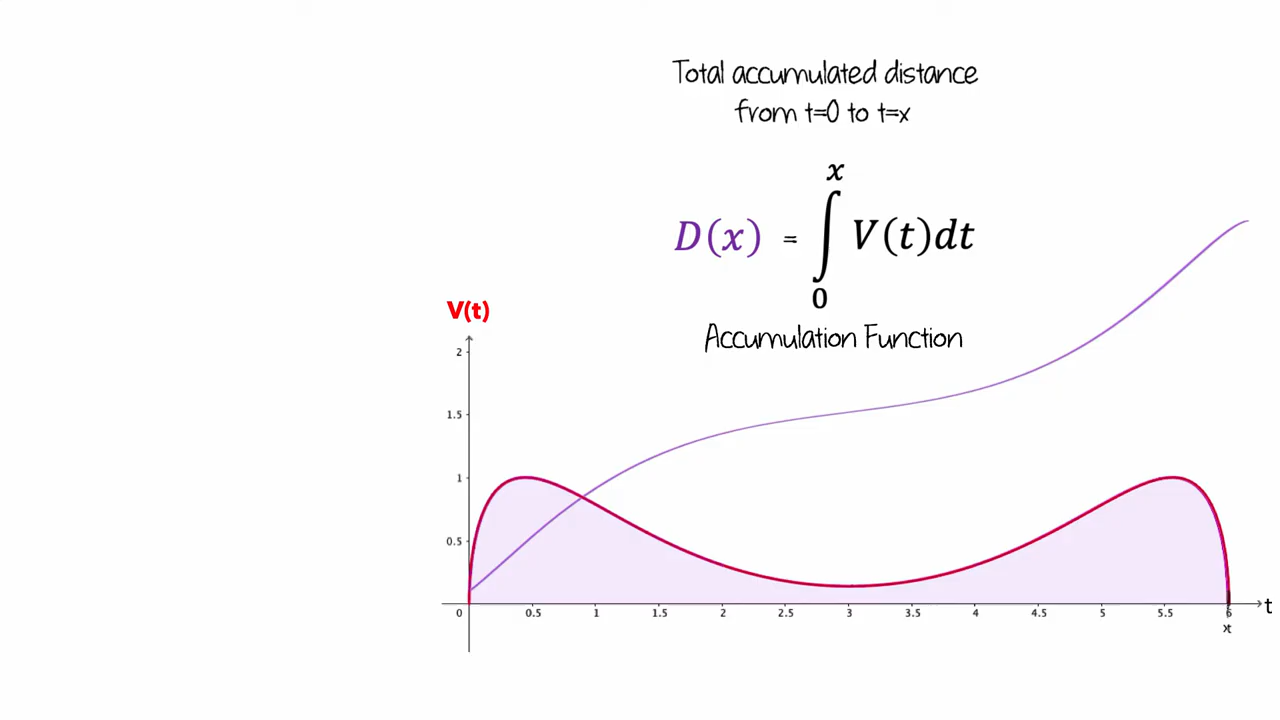 Total accumulated distance
from t=0 to t=x
x
D(x) = ∫ V(t)dt
0
Accumulation Function
V(t)
2
1.5
1
0.5
0 0.5 1 1.5 2 2.5 3 3.5 4 4.5 5 5.5 6 t